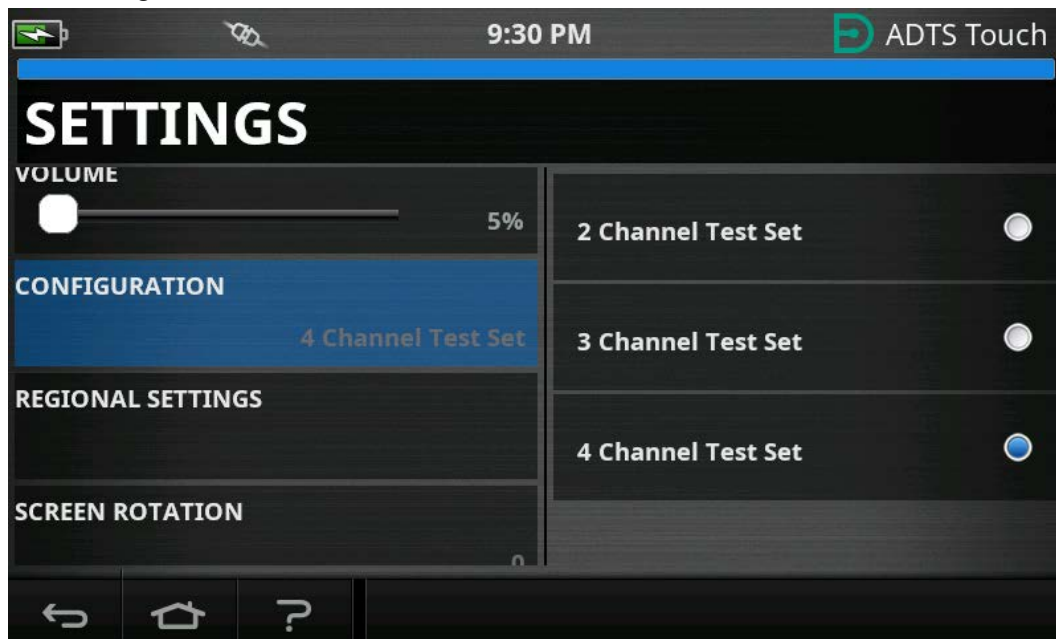 9:30 PM
ADTS Touch
SETTINGS
VOLUME
5%
CONFIGURATION
4 Channel Test Set
REGIONAL SETTINGS
SCREEN ROTATION
0
2 Channel Test Set
3 Channel Test Set
4 Channel Test Set
?